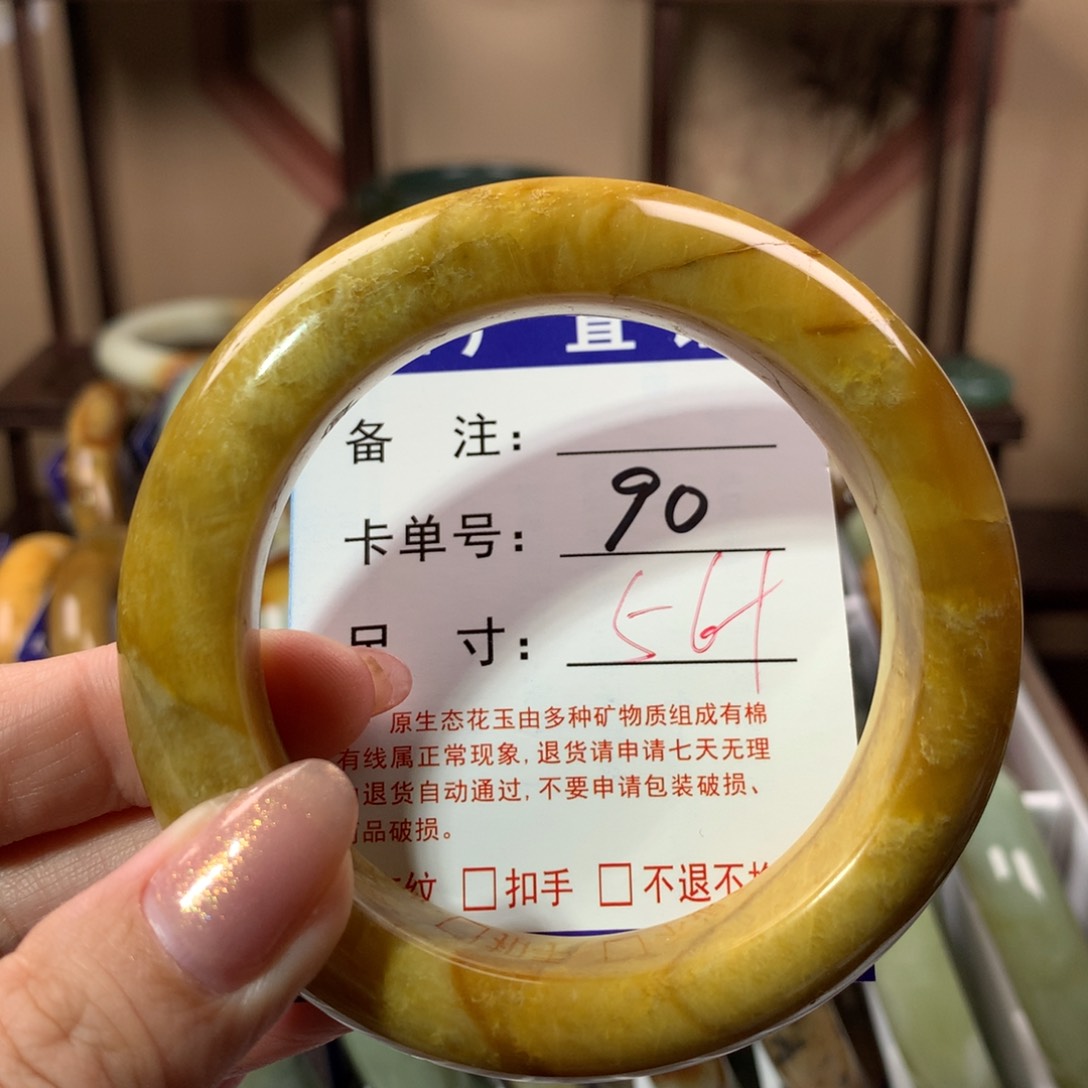 厂直
备 注：
卡单号： 90
尺 寸： 56
原生态花玉由多种矿物质组成有棉
有线属正常现象，退货请申请七天无理
退货自动通过，不要申请包装破损、
品破损。
纹 □扣手 □不退不